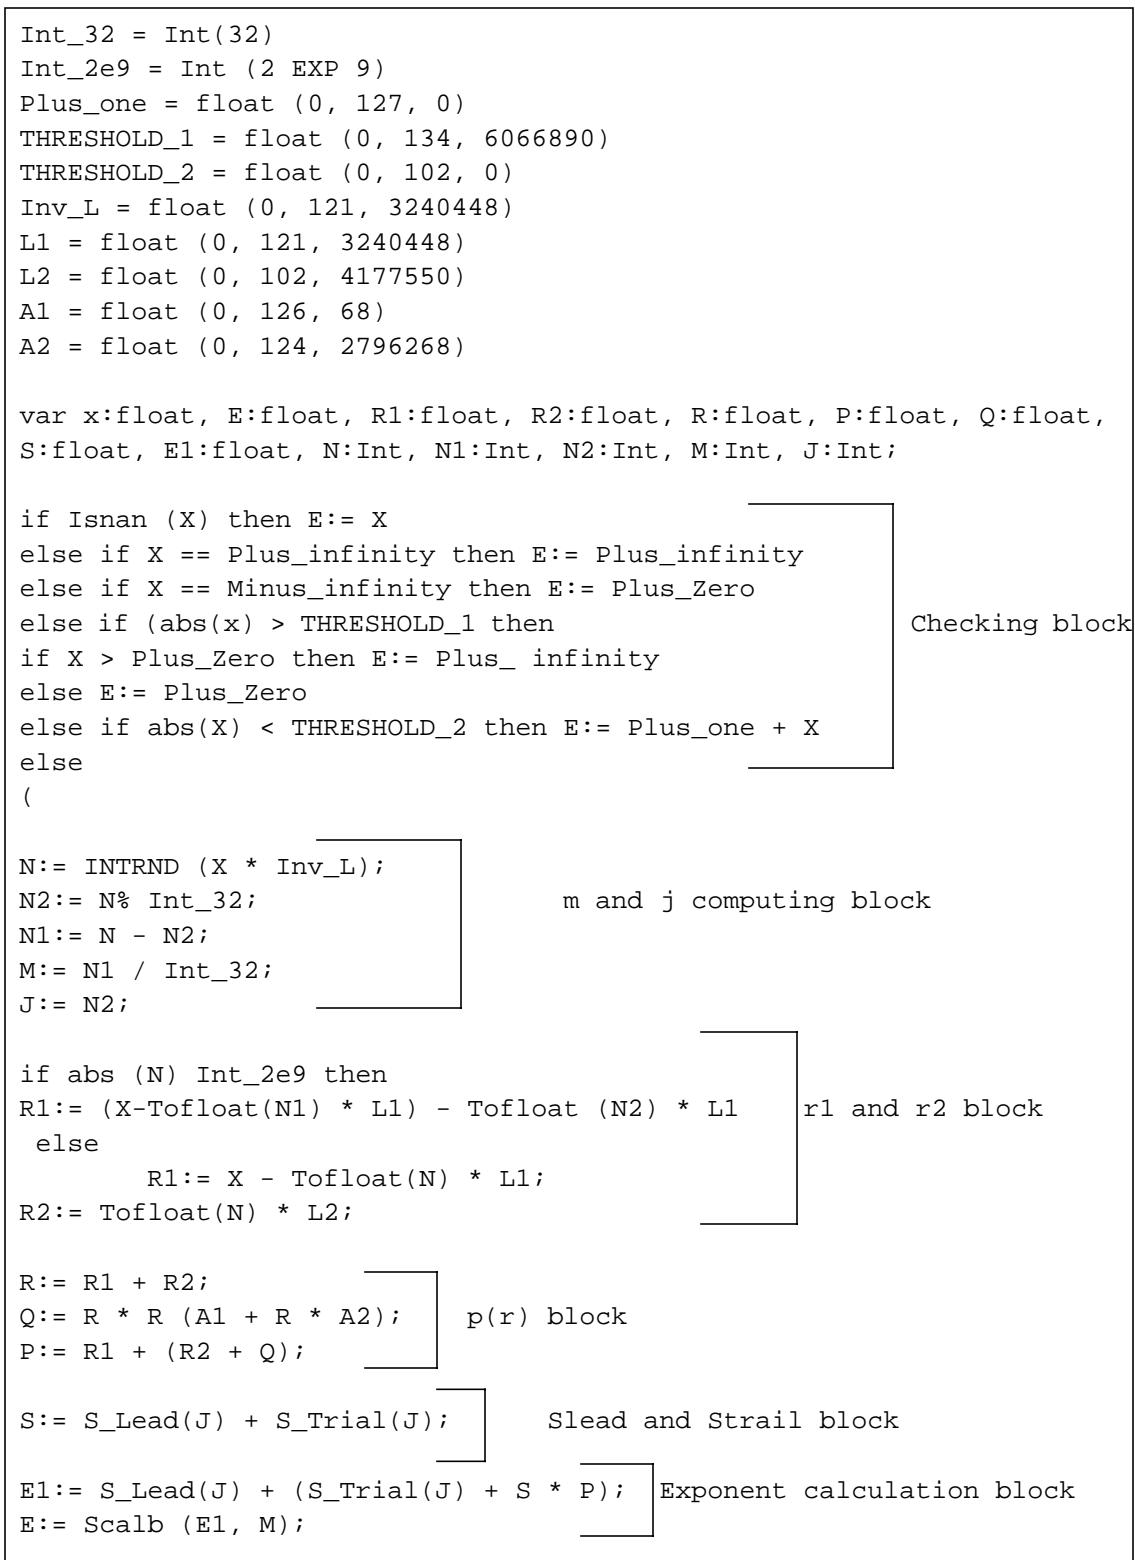 Int_32 = Int(32)
Int_2e9 = Int (2 EXP 9)
Plus_one = float (0, 127, 0)
THRESHOLD_1 = float (0, 134, 6066890)
THRESHOLD_2 = float (0, 102, 0)
Inv_L = float (0, 121, 3240448)
L1 = float (0, 121, 3240448)
L2 = float (0, 102, 4177550)
A1 = float (0, 126, 68)
A2 = float (0, 124, 2796268)
var x:float, E:float, R1:float, R2:float, R:float, P:float, Q:float,
S:float, E1:float, N:Int, N1:Int, N2:Int, M:Int, J:Int;
if Isnan (X) then E:= X
else if X == Plus_infinity then E:= Plus_infinity
else if X == Minus_infinity then E:= Plus_Zero
else if (abs(x) > THRESHOLD_1 then Checking block
if X > Plus_Zero then E:= Plus_ infinity
else E:= Plus_Zero
else if abs(X) < THRESHOLD_2 then E:= Plus_one + X
else
(
N:= INTRND (X * Inv_L);
N2:= N% Int_32; m and j computing block
N1:= N - N2;
M:= N1 / Int_32;
J:= N2;
if abs (N) Int_2e9 then
R1:= (X-Tofloat(N1) * L1) - Tofloat (N2) * L1 r1 and r2 block
else
R1:= X - Tofloat(N) * L1;
R2:= Tofloat(N) * L2;
R:= R1 + R2;
Q:= R * R (A1 + R * A2); p(r) block
P:= R1 + (R2 + Q);
S:= S_Lead(J) + S_Trial(J); Slead and Strail block
E1:= S_Lead(J) + (S_Trial(J) + S * P); Exponent calculation block
E:= Scalb (E1, M);